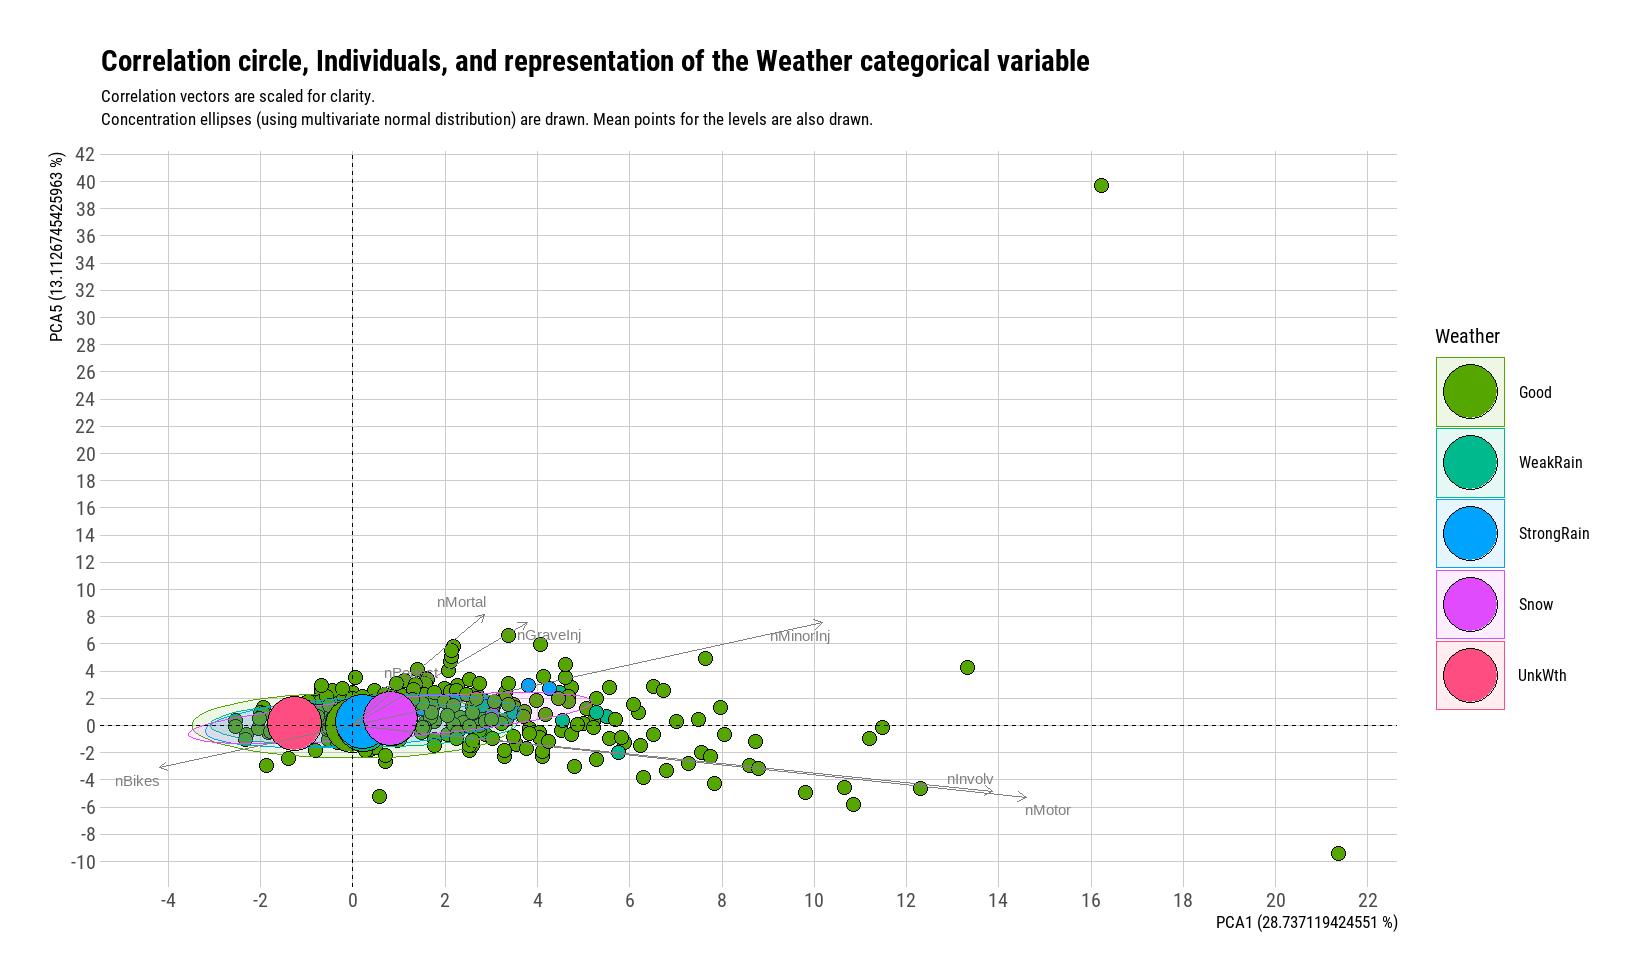 Correlation circle, Individuals, and representation of the Weather categorical variable
Correlation vectors are scaled for clarity.
Concentration ellipses (using multivariate normal distribution) are drawn. Mean points for the levels are also drawn.
PCA5 (13.1126745425963 %)
42
40
38
36
34
32
30
28
26
24
22
20
18
16
14
12
10
8
6
4
2
0
-2
-4
-6
-8
-10
nMortal
nGraveInj
nMinorInj
nBikes
nInvolv
nMotor
-4
-2
0
2
4
6
8
10
12
14
16
18
20
22
PCA1 (28.737119424551 %)
Weather
Good
WeakRain
StrongRain
Snow
UnkWth